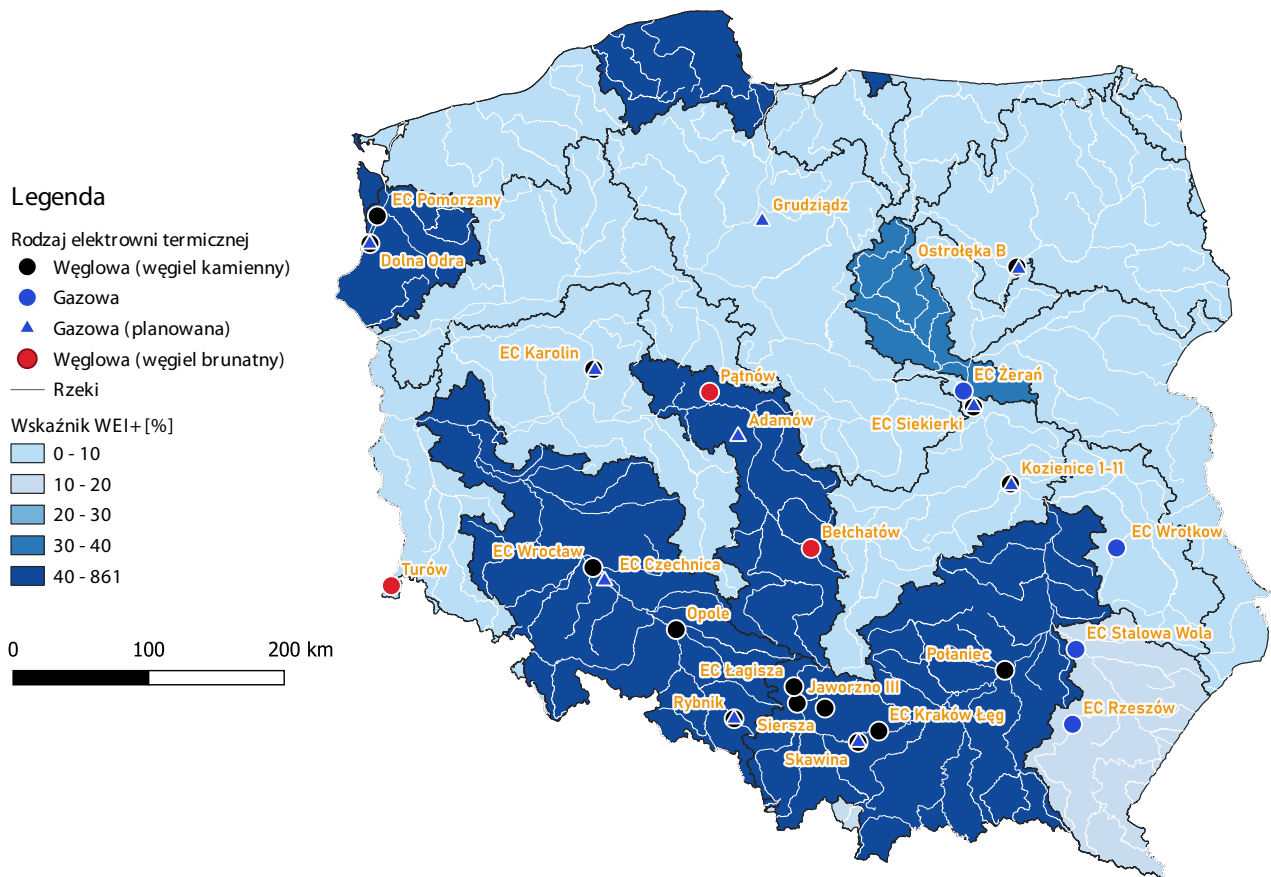 Legenda
Rodzaj elektrowni termicznej
Węglowa (węgiel kamienny)
Gazowa
Gazowa (planowana)
Węglowa (węgiel brunatny)
Rzeki
Wskaźnik WEI+ [%]
0 - 10
10 - 20
20 - 30
30 - 40
40 - 861
0 100 200 km
EC Pomorzany
Grudziądz
Ostrołęka B
Dolna Odra
EC Karolin
Pątnów
EC Żerań
Adamów
EC Siekierki
Kozienice 1-11
Bełchatów
EC Wrotkow
EC Wrocław
EC Czechnica
Turów
Opole
EC Stalowa Wola
Połaniec
EC Łagisza
Jaworzno III
Rybnik
Siersza
EC Kraków Łęg
EC Rzeszów
Skawina